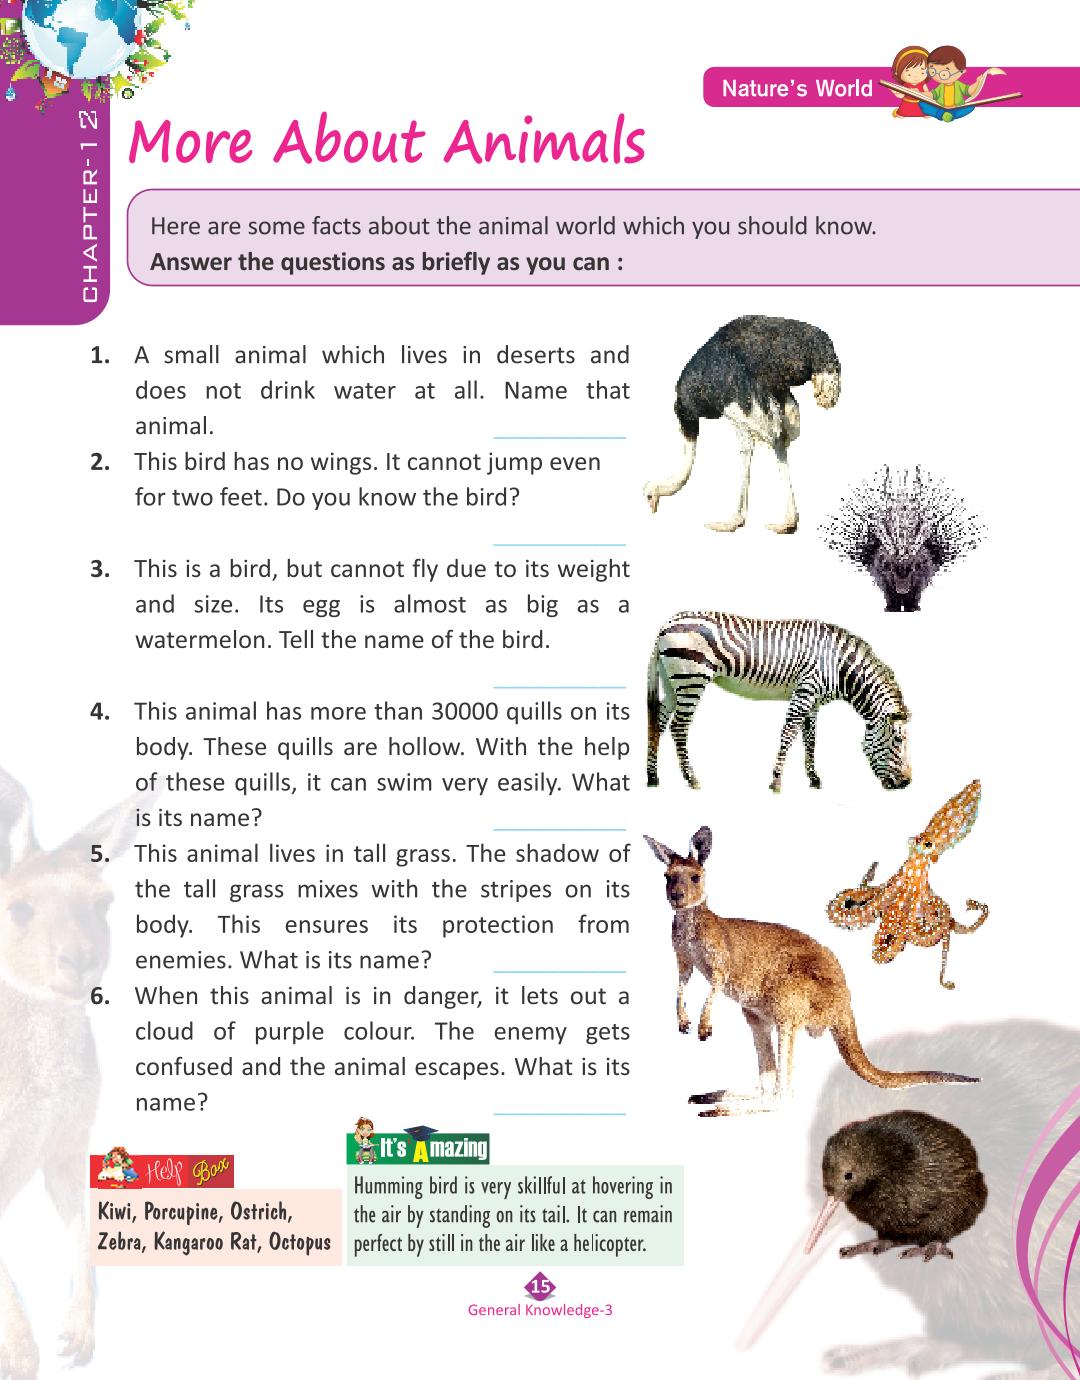 Nature's World
CHAPTER-12
More About Animals
Here are some facts about the animal world which you should know.
Answer the questions as briefly as you can :
1. A small animal which lives in deserts and
does not drink water at all. Name that
animal.
2. This bird has no wings. It cannot jump even
for two feet. Do you know the bird?
3. This is a bird, but cannot fly due to its weight
and size. Its egg is almost as big as a
watermelon. Tell the name of the bird.
4. This animal has more than 30000 quills on its
body. These quills are hollow. With the help
of these quills, it can swim very easily. What
is its name?
5. This animal lives in tall grass. The shadow of
the tall grass mixes with the stripes on its
body. This ensures its protection from
enemies. What is its name?
6. When this animal is in danger, it lets out a
cloud of purple colour. The enemy gets
confused and the animal escapes. What is its
name?
Help Box
Kiwi, Porcupine, Ostrich,
Zebra, Kangaroo Rat, Octopus
It's Amazing
Humming bird is very skillful at hovering in
the air by standing on its tail. It can remain
perfect by still in the air like a helicopter.
15
General Knowledge-3